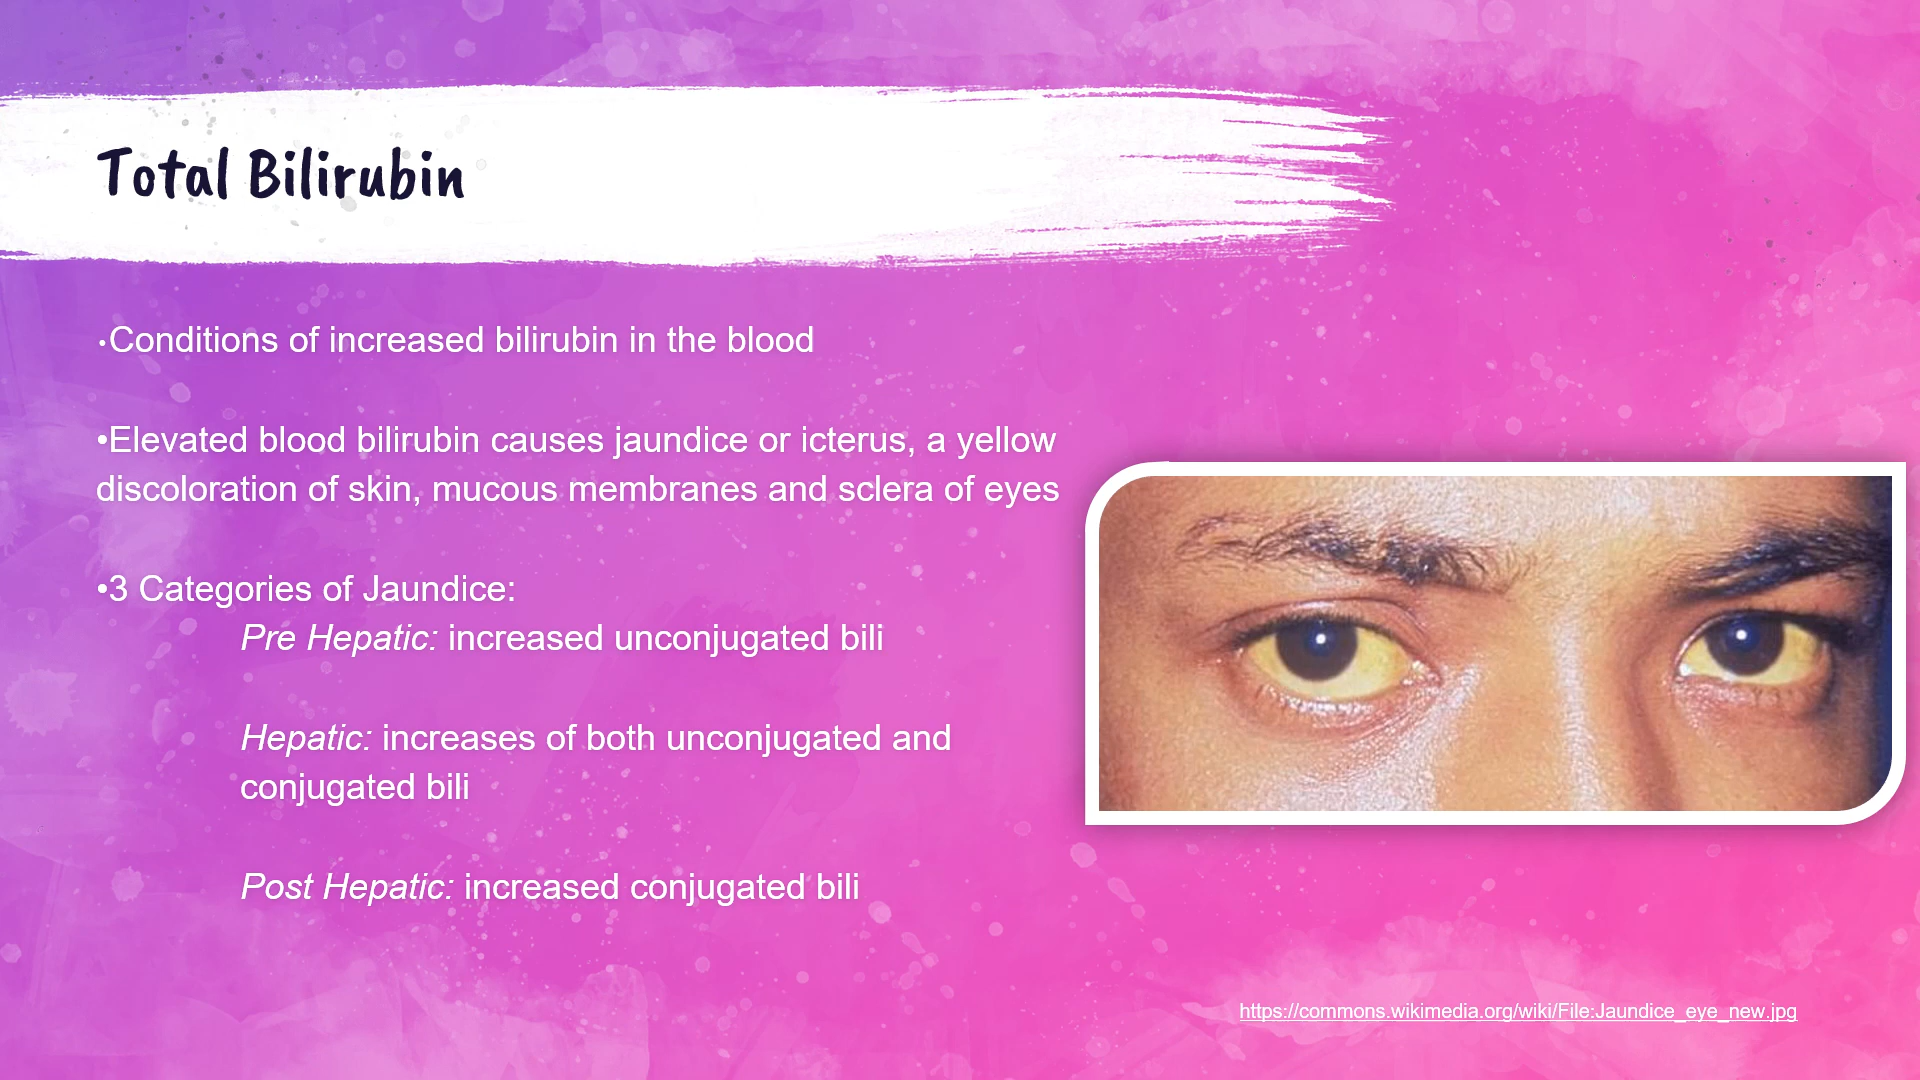 Total Bilirubin
•Conditions of increased bilirubin in the blood
•Elevated blood bilirubin causes jaundice or icterus, a yellow
discoloration of skin, mucous membranes and sclera of eyes
•3 Categories of Jaundice:
Pre Hepatic: increased unconjugated bili
Hepatic: increases of both unconjugated and
conjugated bili
Post Hepatic: increased conjugated bili
https://commons.wikimedia.org/wiki/File:Jaundice_eye_new.jpg